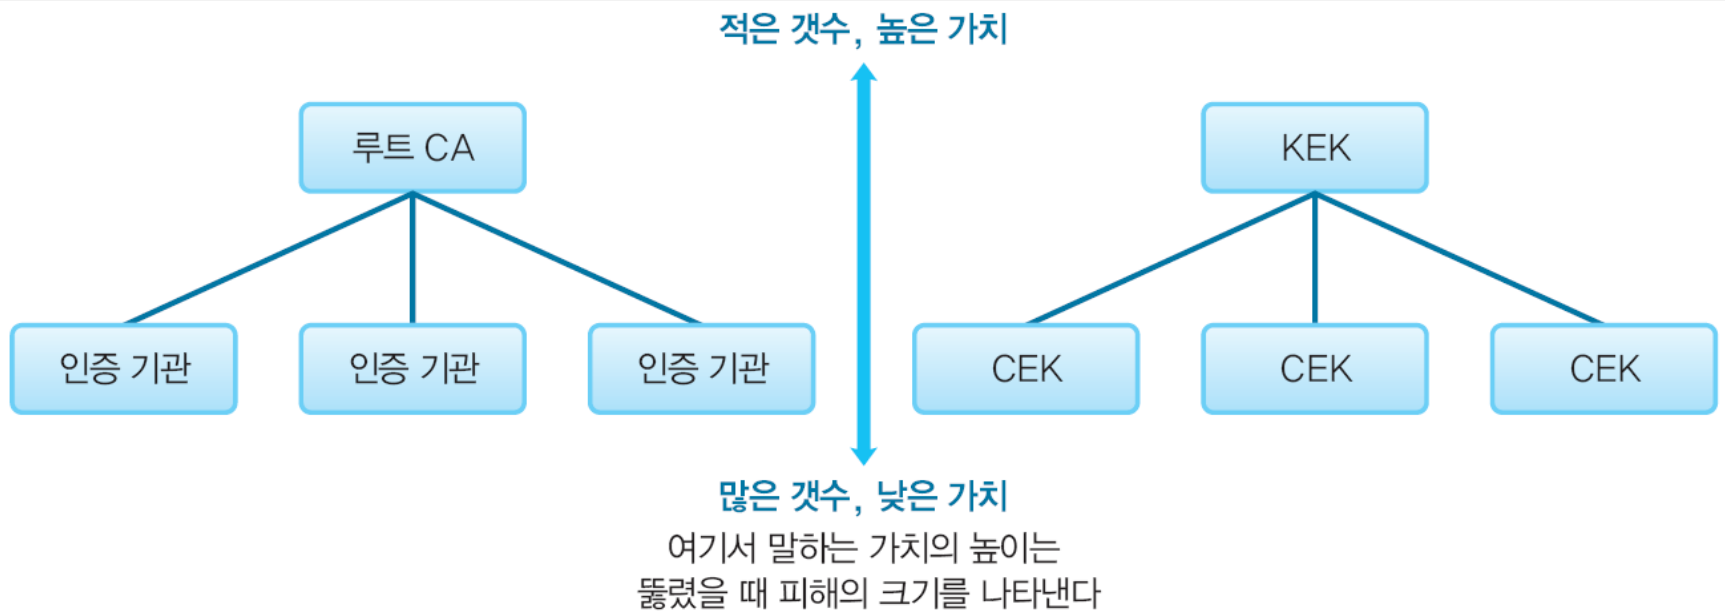 적은 갯수, 높은 가치
루트 CA
KEK
인증 기관
인증 기관
인증 기관
CEK
CEK
CEK
많은 갯수, 낮은 가치
여기서 말하는 가치의 높이는
뚫렸을 때 피해의 크기를 나타낸다